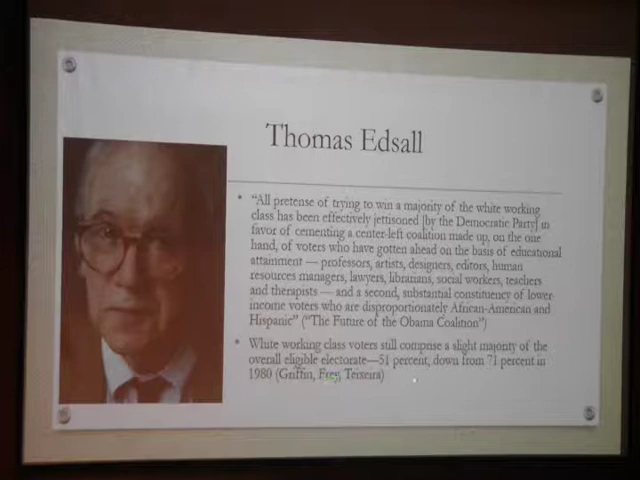 Thomas Edsall
• “All pretense of trying to win a majority of the white working
class has been effectively jettisoned [by the Democratic Party] in
favor of cementing a center-left coalition made up, on the one
hand, of voters who have gotten ahead on the basis of educational
attainment — professors, artists, designers, editors, human
resources managers, lawyers, librarians, social workers, teachers
and therapists — and a second, substantial constituency of lower
income voters who are disproportionately African-American and
Hispanic” (“The Future of the Obama Coalition”)
• White working class voters still comprise a slight majority of the
overall eligible electorate—51 percent, down from 71 percent in
1980 (Griffin, Frey, Teixeira)